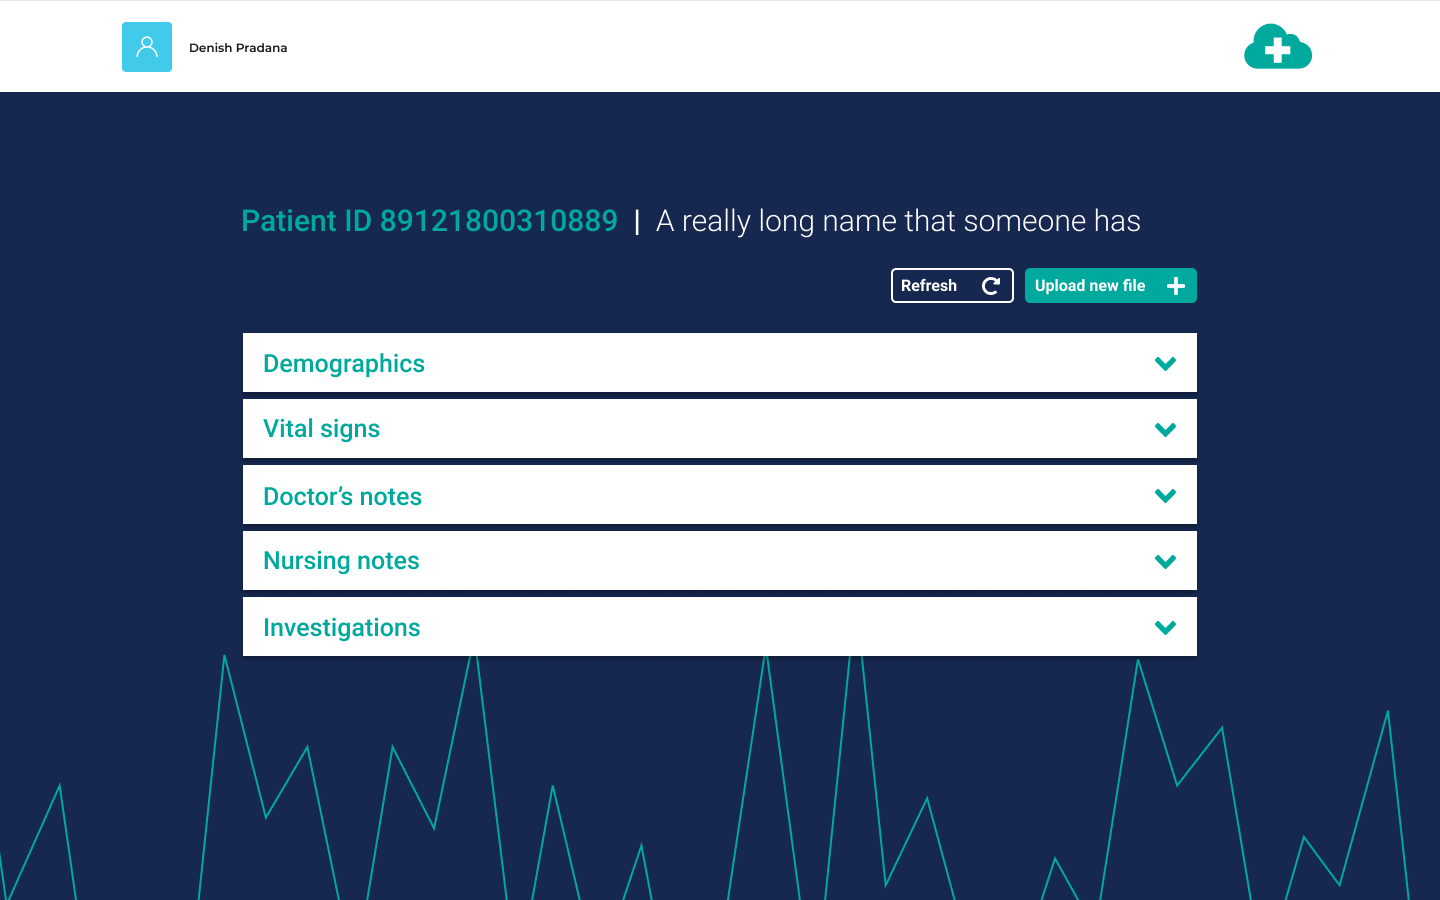 Denish Pradana
Patient ID 89121800310889 | A really long name that someone has
Refresh
Upload new file
Demographics
Vital signs
Doctor’s notes
Nursing notes
Investigations